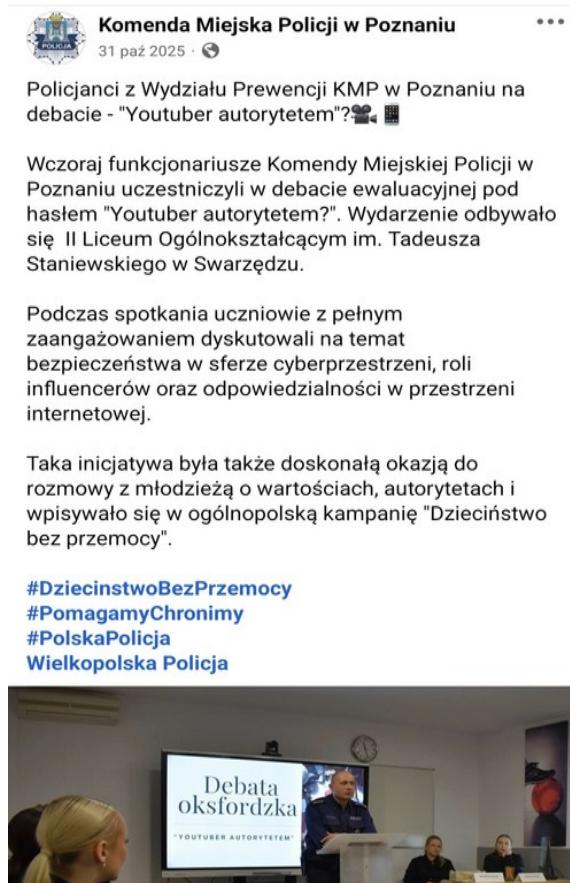 Komenda Miejska Policji w Poznaniu
31 paź 2025 ·
Policjanci z Wydziału Prewencji KMP w Poznaniu na
debacie - "Youtuber autorytetem"?🎥📱
Wczoraj funkcjonariusze Komendy Miejskiej Policji w
Poznaniu uczestniczyli w debacie ewaluacyjnej pod
hasłem "Youtuber autorytetem?". Wydarzenie odbywało
się  II Liceum Ogólnokształcącym im. Tadeusza
Staniewskiego w Swarzędzu.
Podczas spotkania uczniowie z pełnym
zaangażowaniem dyskutowali na temat
bezpieczeństwa w sferze cyberprzestrzeni, roli
influencerów oraz odpowiedzialności w przestrzeni
internetowej.
Taka inicjatywa była także doskonałą okazją do
rozmowy z młodzieżą o wartościach, autorytetach i
wpisywało się w ogólnopolską kampanię "Dzieciństwo
bez przemocy".
#DziecinstwoBezPrzemocy
#PomagamyChronimy
#PolskaPolicja
Wielkopolska Policja
POLICJA
Debata
oksfordzka
"YOUTUBER AUTORYTETEM"